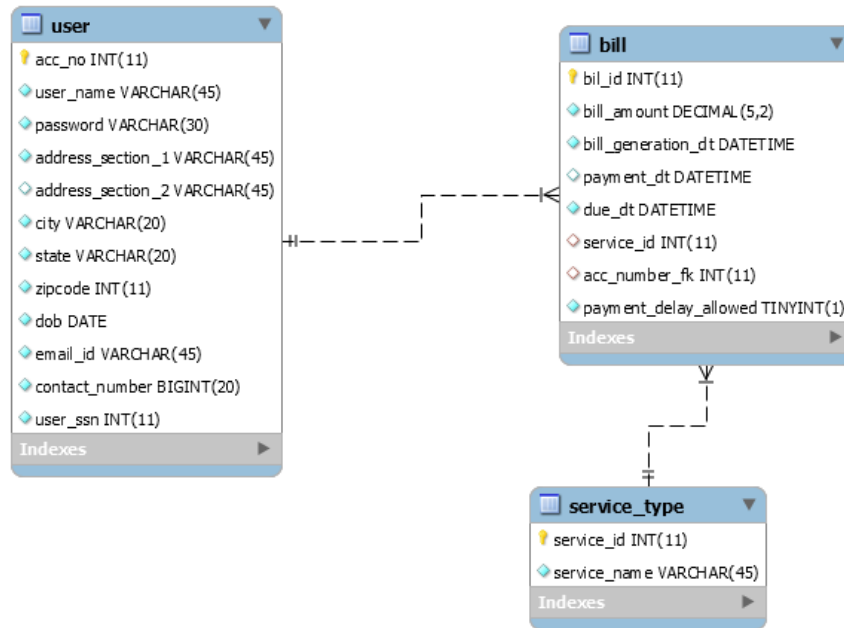 user
acc_no INT(11)
user_name VARCHAR(45)
password VARCHAR(30)
address_section_1 VARCHAR(45)
address_section_2 VARCHAR(45)
city VARCHAR(20)
state VARCHAR(20)
zipcode INT(11)
dob DATE
email_id VARCHAR(45)
contact_number BIGINT(20)
user_ssn INT(11)
Indexes
bill
bil_id INT(11)
bill_amount DECIMAL(5,2)
bill_generation_dt DATETIME
payment_dt DATETIME
due_dt DATETIME
service_id INT(11)
acc_number_fk INT(11)
payment_delay_allowed TINYINT(1)
Indexes
service_type
service_id INT(11)
service_name VARCHAR(45)
Indexes